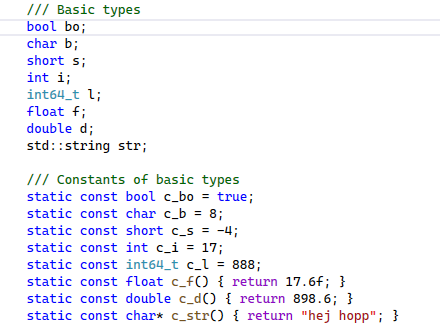 /// Basic types
bool bo;
char b;
short s;
int i;
int64_t l;
float f;
double d;
std::string str;
/// Constants of basic types
static const bool c_bo = true;
static const char c_b = 8;
static const short c_s = -4;
static const int c_i = 17;
static const int64_t c_l = 888;
static const float c_f() { return 17.6f; }
static const double c_d() { return 898.6; }
static const char* c_str() { return "hej hopp"; }